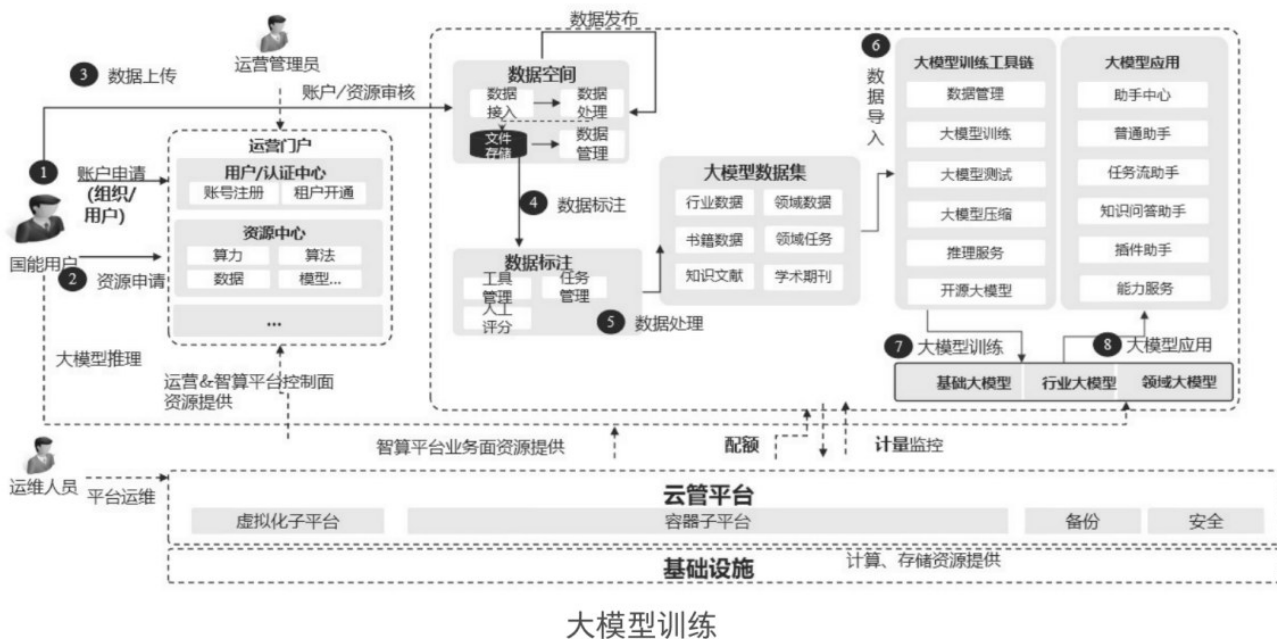 数据发布
运营管理员
3 数据上传
账户/资源审核
1 账户申请
(组织/
用户)
国能用户
2 资源申请
大模型推理
运营门户
用户/认证中心
账号注册 租户开通
资源中心
算力 算法
数据 模型...
...
运营&智算平台控制面
资源提供
数据空间
数据
接入
数据
处理
文件
存储
数据
管理
4 数据标注
数据标注
工具
管理
任务
管理
人工
评分
5 数据处理
大模型数据集
行业数据 领域数据
书籍数据 领域任务
知识文献 学术期刊
6
数
据
导
入
大模型训练工具链
数据管理
大模型训练
大模型测试
大模型压缩
推理服务
开源大模型
大模型应用
助手中心
普通助手
任务流助手
知识问答助手
插件助手
能力服务
7 大模型训练
8 大模型应用
基础大模型 行业大模型 领域大模型
智算平台业务面资源提供
配额
计量监控
运维人员
平台运维
云管平台
虚拟化子平台 容器子平台 备份 安全
基础设施
计算、存储资源提供
大模型训练